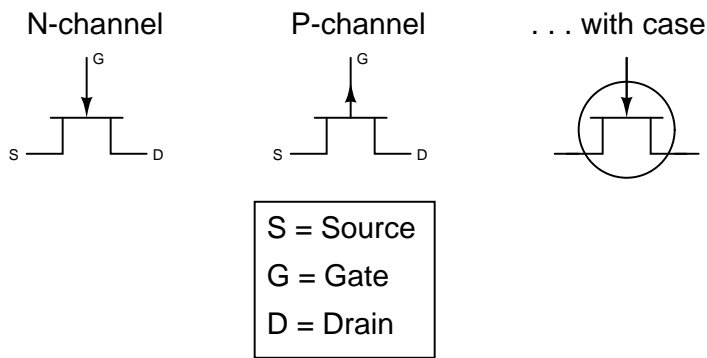 N-channel P-channel . . . with case
G G
S D S D
S = Source
G = Gate
D = Drain